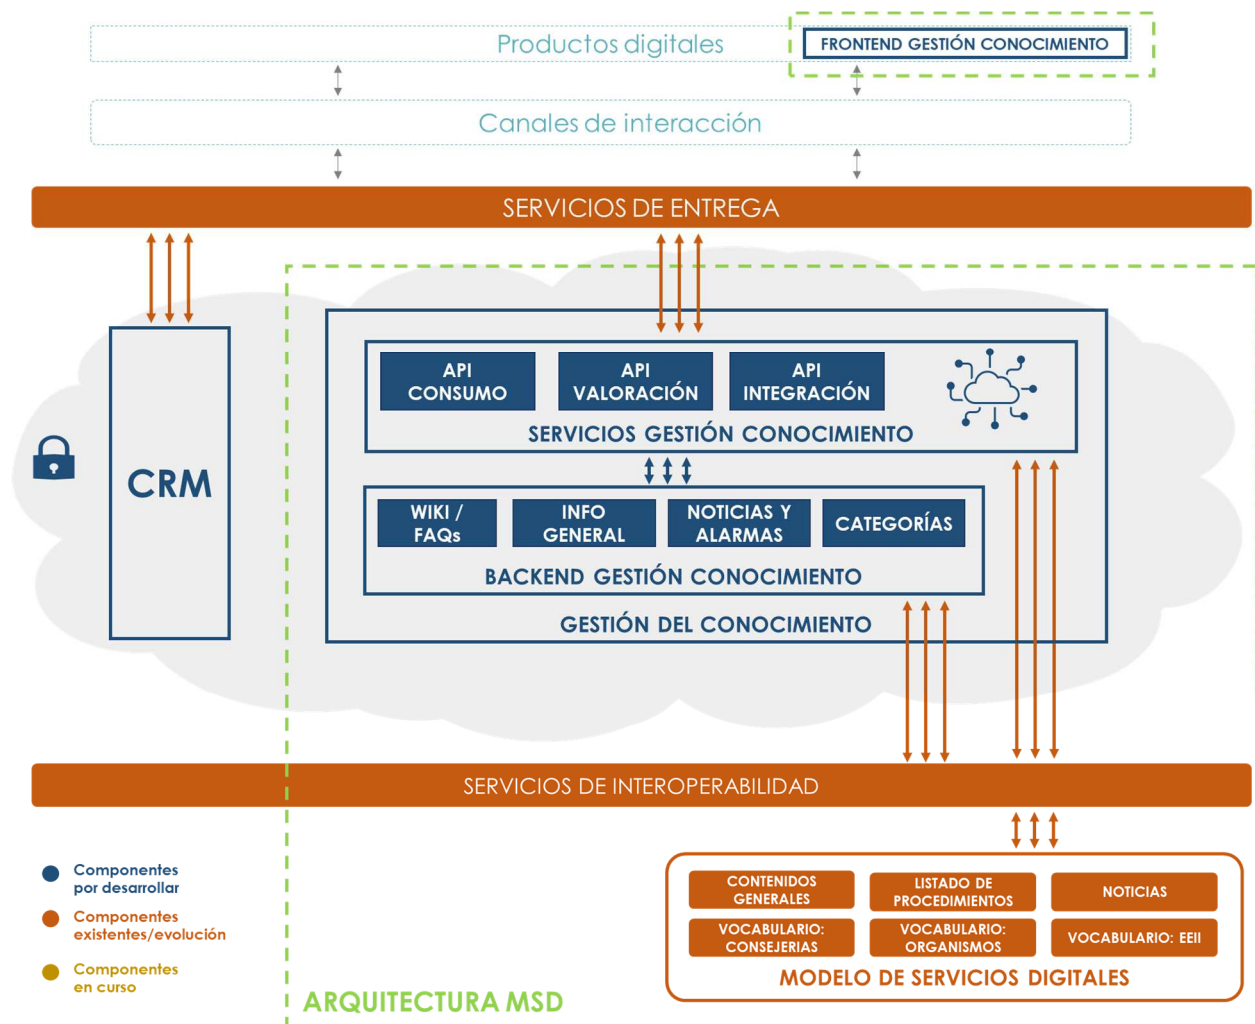 Productos digitales
FRONTEND GESTIÓN CONOCIMIENTO
Canales de interacción
SERVICIOS DE ENTREGA
CRM
API
CONSUMO
API
VALORACIÓN
API
INTEGRACIÓN
SERVICIOS GESTIÓN CONOCIMIENTO
WIKI /
FAQs
INFO
GENERAL
NOTICIAS Y
ALARMAS
CATEGORÍAS
BACKEND GESTIÓN CONOCIMIENTO
GESTIÓN DEL CONOCIMIENTO
SERVICIOS DE INTEROPERABILIDAD
Componentes
por desarrollar
Componentes
existentes/evolución
Componentes
en curso
CONTENIDOS
GENERALES
LISTADO DE
PROCEDIMIENTOS
NOTICIAS
VOCABULARIO:
CONSEJERIAS
VOCABULARIO:
ORGANISMOS
VOCABULARIO: EEII
MODELO DE SERVICIOS DIGITALES
ARQUITECTURA MSD